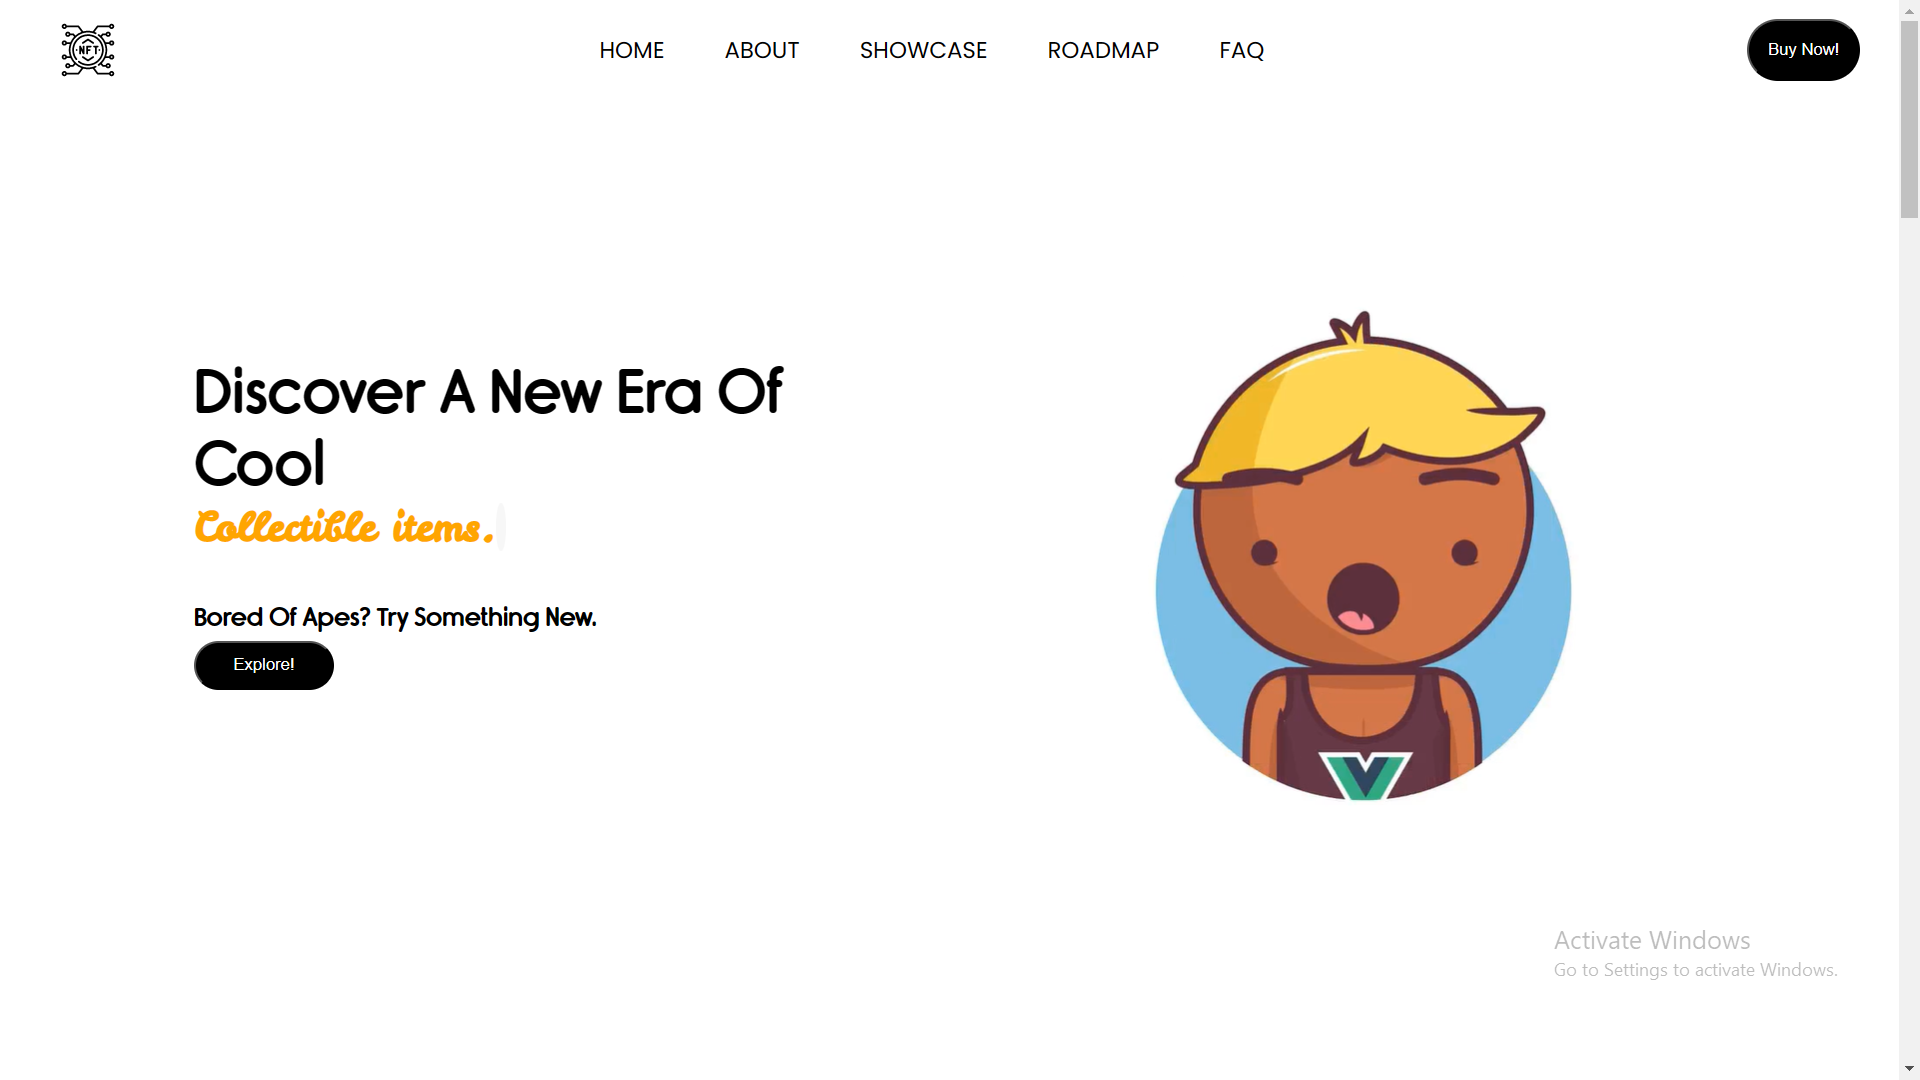 NFT
HOME
ABOUT
SHOWCASE
ROADMAP
FAQ
Buy Now!
Discover A New Era Of
Cool
Collectible items.
Bored Of Apes? Try Something New.
Explore!
Activate Windows
Go to Settings to activate Windows.